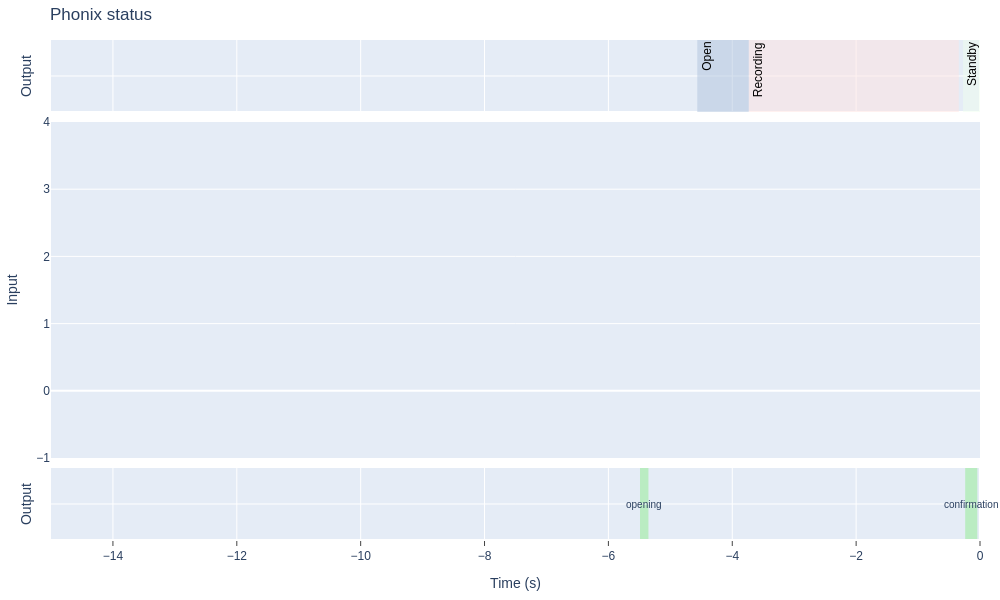 Phonix status
Output
Open
Recording
Standby
Input
4
3
2
1
0
−1
Output
opening
confirmation
−14
−12
−10
−8
−6
−4
−2
0
Time (s)